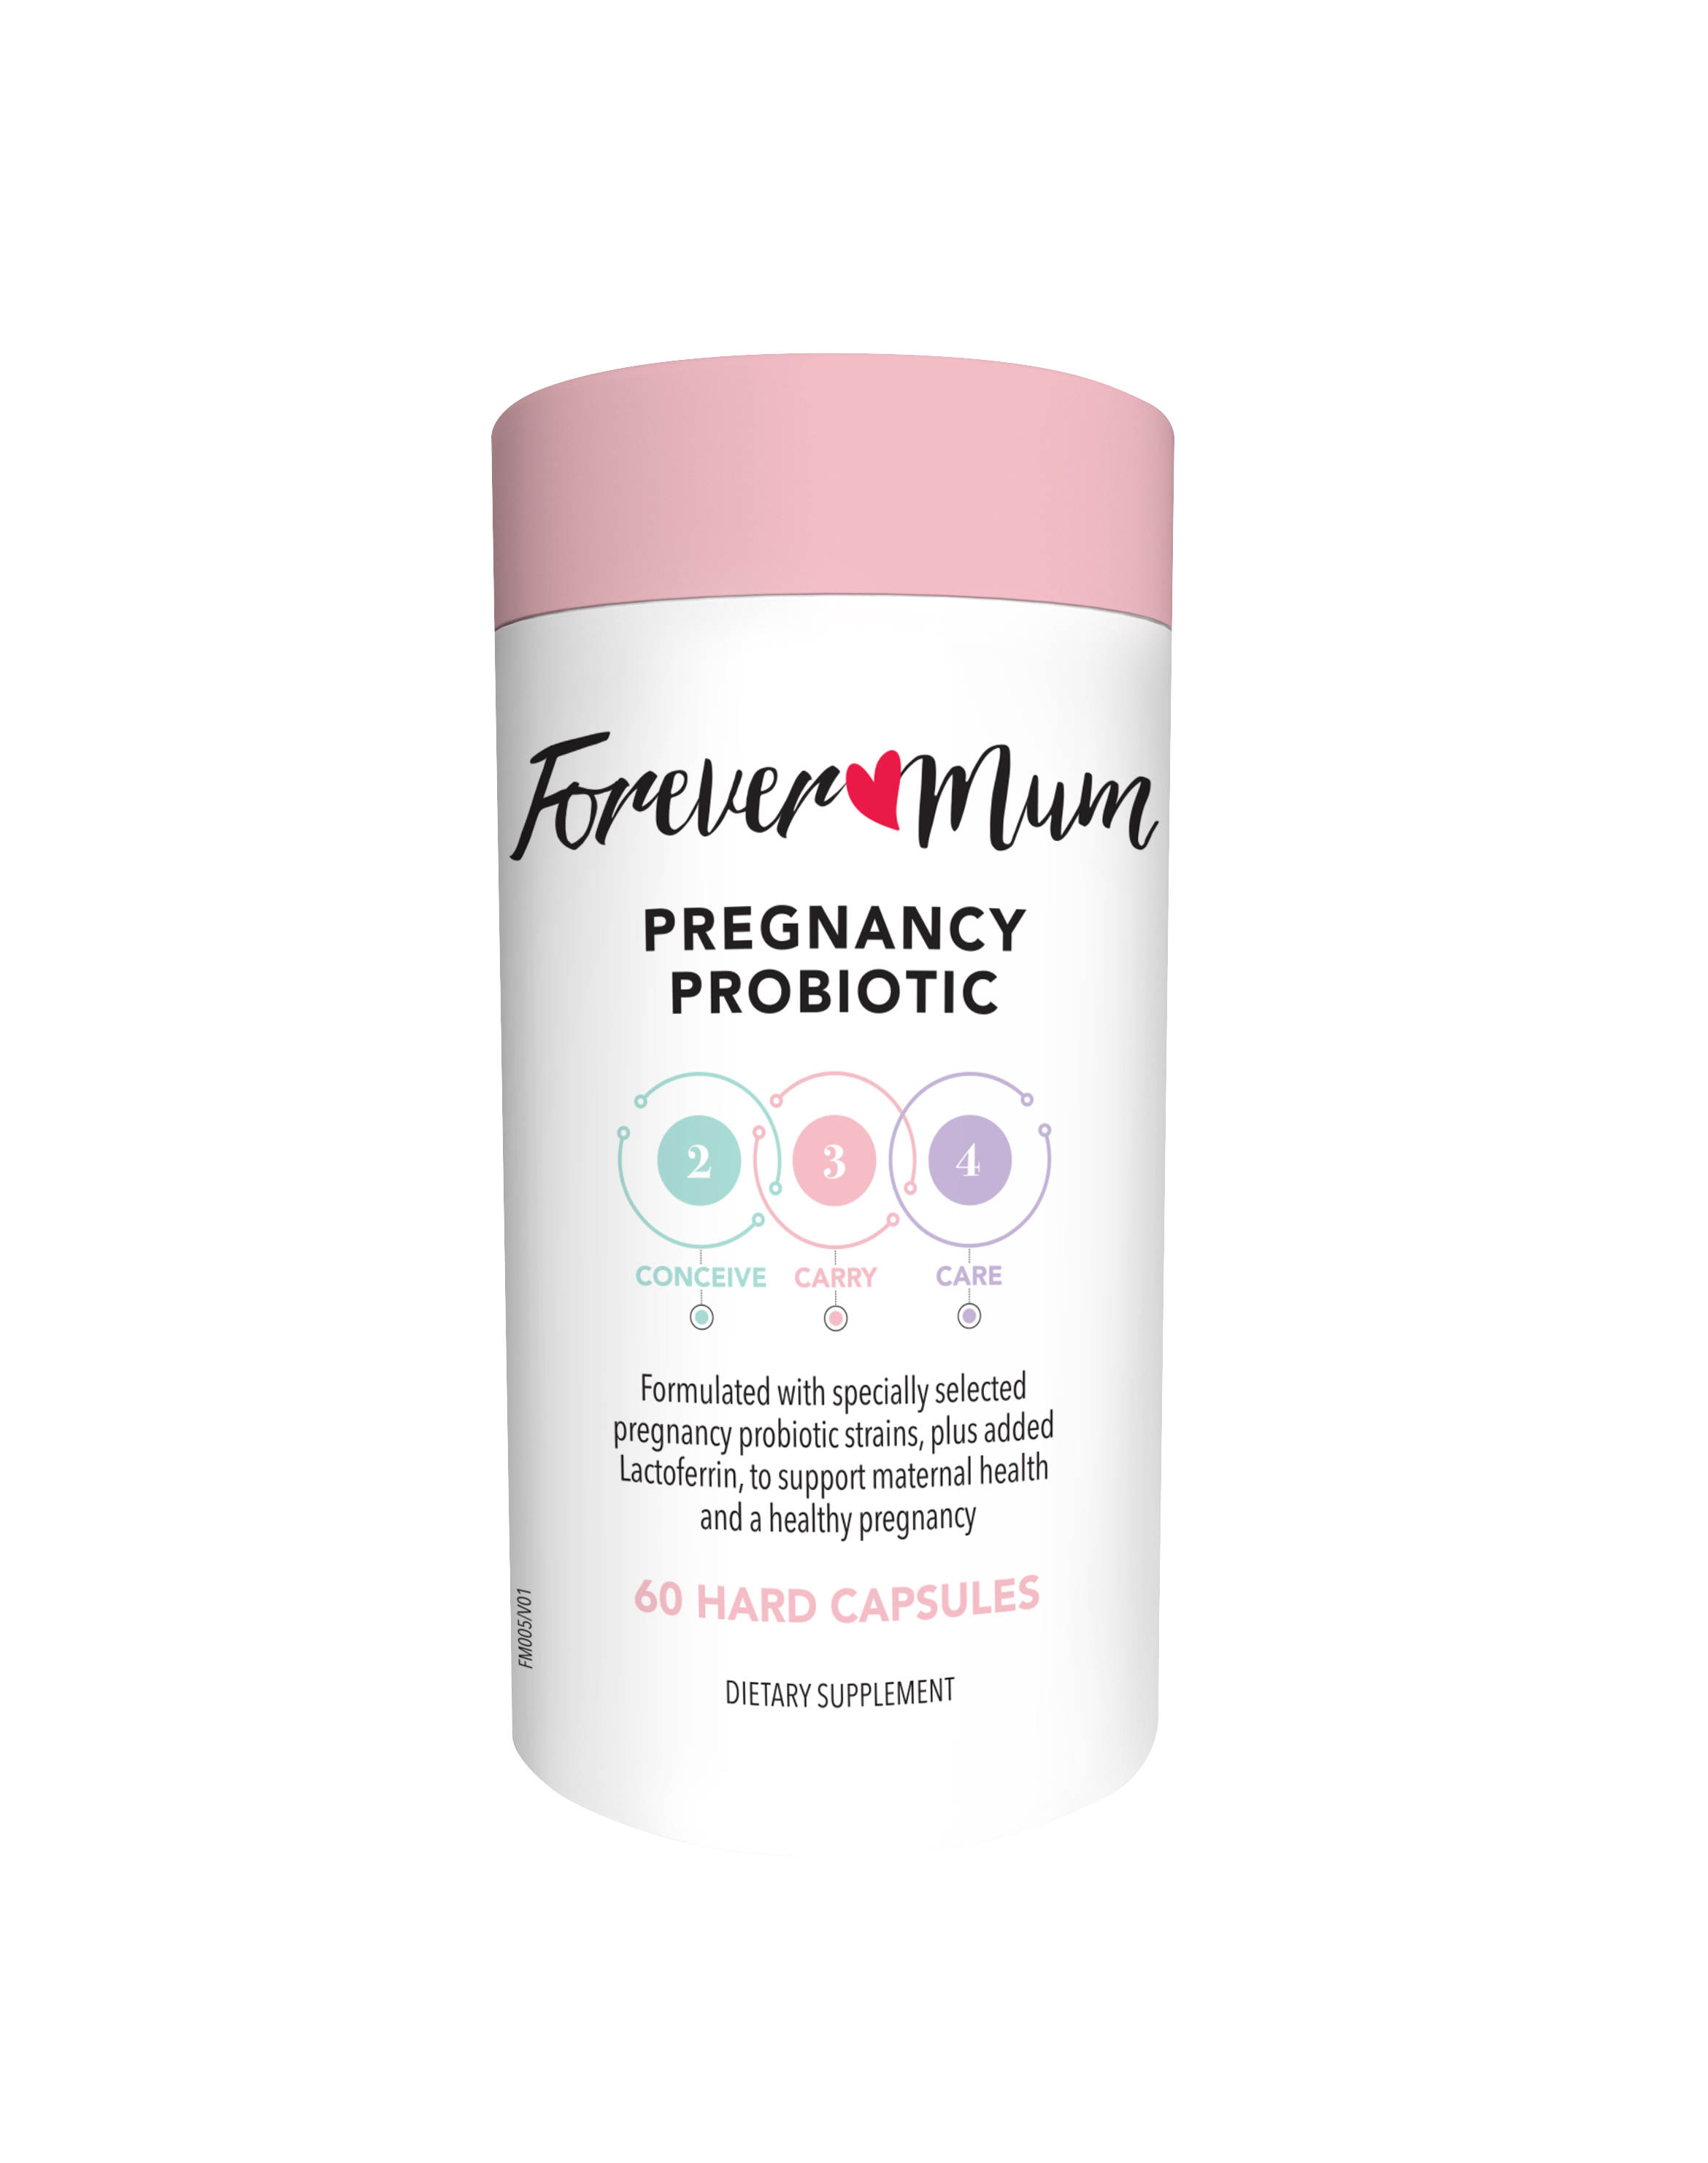 Forever Mum
PREGNANCY
PROBIOTIC
2 3 4
CONCEIVE CARRY CARE
Formulated with specially selected
pregnancy probiotic strains, plus added
Lactoferrin, to support maternal health
and a healthy pregnancy
60 HARD CAPSULES
FM005/V01
DIETARY SUPPLEMENT